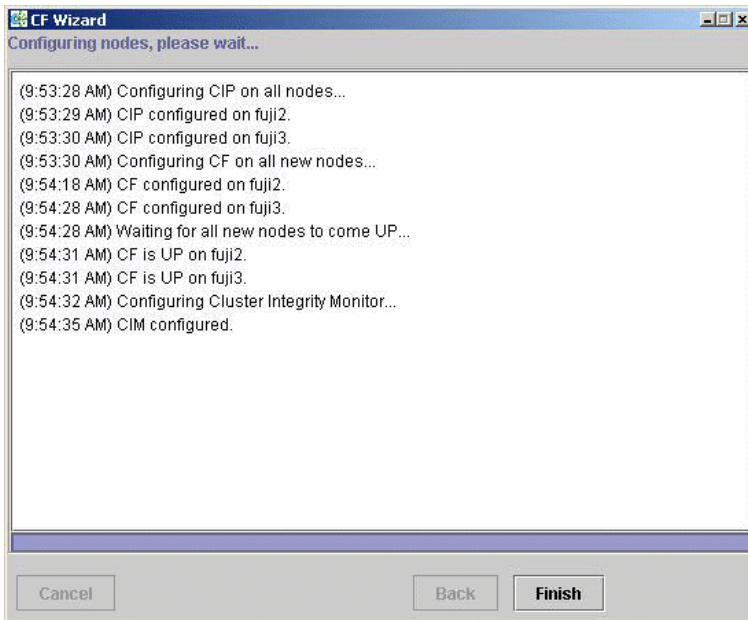 CF Wizard
Configuring nodes, please wait...
(9:53:28 AM) Configuring CIP on all nodes...
(9:53:29 AM) CIP configured on fuji2.
(9:53:30 AM) CIP configured on fuji3.
(9:53:30 AM) Configuring CF on all new nodes...
(9:54:18 AM) CF configured on fuji2.
(9:54:28 AM) CF configured on fuji3.
(9:54:28 AM) Waiting for all new nodes to come UP...
(9:54:31 AM) CF is UP on fuji2.
(9:54:31 AM) CF is UP on fuji3.
(9:54:32 AM) Configuring Cluster Integrity Monitor...
(9:54:35 AM) CIM configured.
Cancel Back Finish